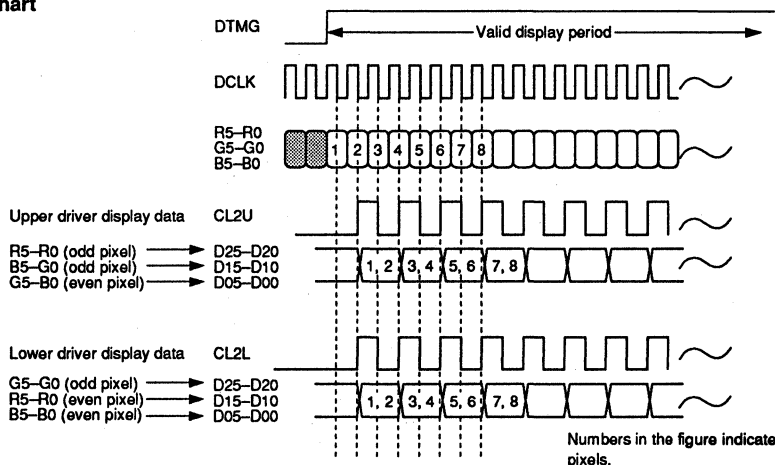 hart
DTMG
Valid display period
DCLK
R5–R0
G5–G0
B5–B0
1 2 3 4 5 6 7 8
Upper driver display data CL2U
R5–R0 (odd pixel) D25–D20
B5–G0 (odd pixel) D15–D10
G5–B0 (even pixel) D05–D00
1, 2 3, 4 5, 6 7, 8
Lower driver display data CL2L
G5–G0 (odd pixel) D25–D20
R5–R0 (even pixel) D15–D10
B5–B0 (even pixel) D05–D00
1, 2 3, 4 5, 6 7, 8
Numbers in the figure indicate
pixels.